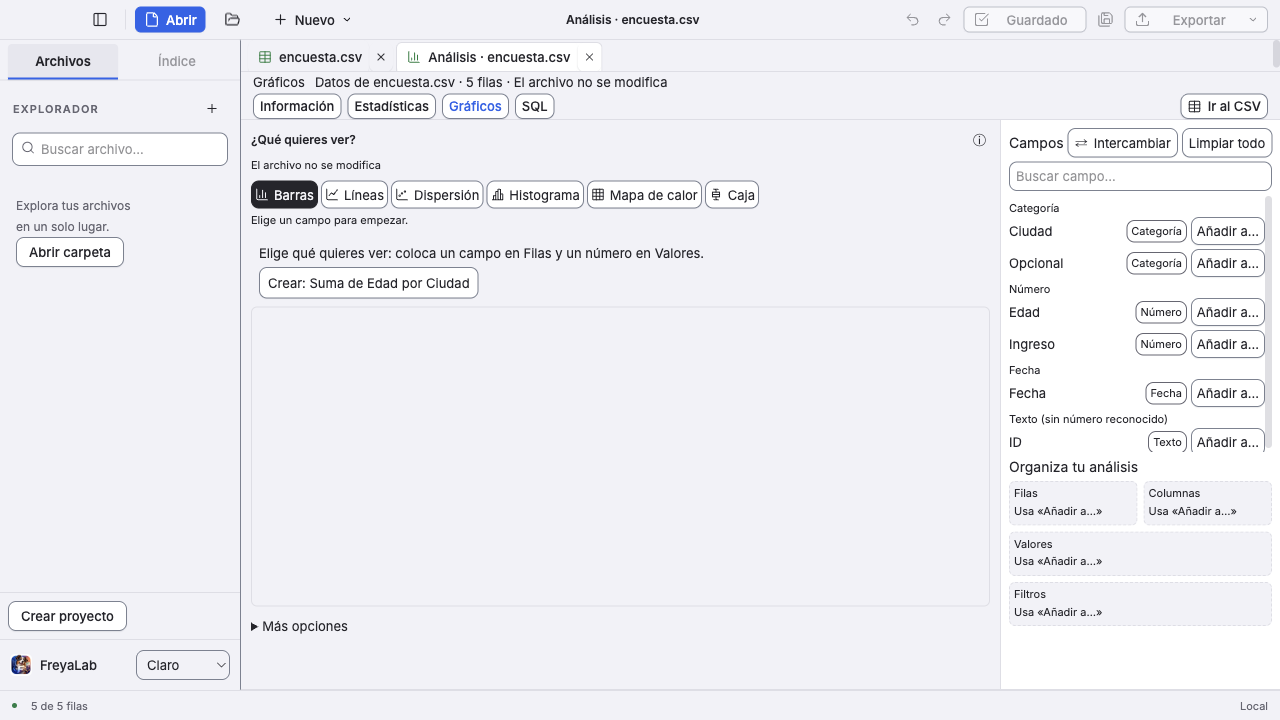 Abrir
Nuevo
Análisis · encuesta.csv
Guardado
Exportar
Archivos
Índice
encuesta.csv
Análisis · encuesta.csv
Gráficos Datos de encuesta.csv · 5 filas · El archivo no se modifica
Información
Estadísticas
Gráficos
SQL
Ir al CSV
EXPLORADOR
Buscar archivo...
Explora tus archivos
en un solo lugar.
Abrir carpeta
¿Qué quieres ver?
El archivo no se modifica
Barras
Líneas
Dispersión
Histograma
Mapa de calor
Caja
Elige un campo para empezar.
Elige qué quieres ver: coloca un campo en Filas y un número en Valores.
Crear: Suma de Edad por Ciudad
Más opciones
Campos
Intercambiar
Limpiar todo
Buscar campo...
Categoría
Ciudad Categoría Añadir a...
Opcional Categoría Añadir a...
Número
Edad Número Añadir a...
Ingreso Número Añadir a...
Fecha
Fecha Fecha Añadir a...
Texto (sin número reconocido)
ID Texto Añadir a...
Organiza tu análisis
Filas
Usa «Añadir a...»
Columnas
Usa «Añadir a...»
Valores
Usa «Añadir a...»
Filtros
Usa «Añadir a...»
Crear proyecto
FreyaLab
Claro
5 de 5 filas
Local